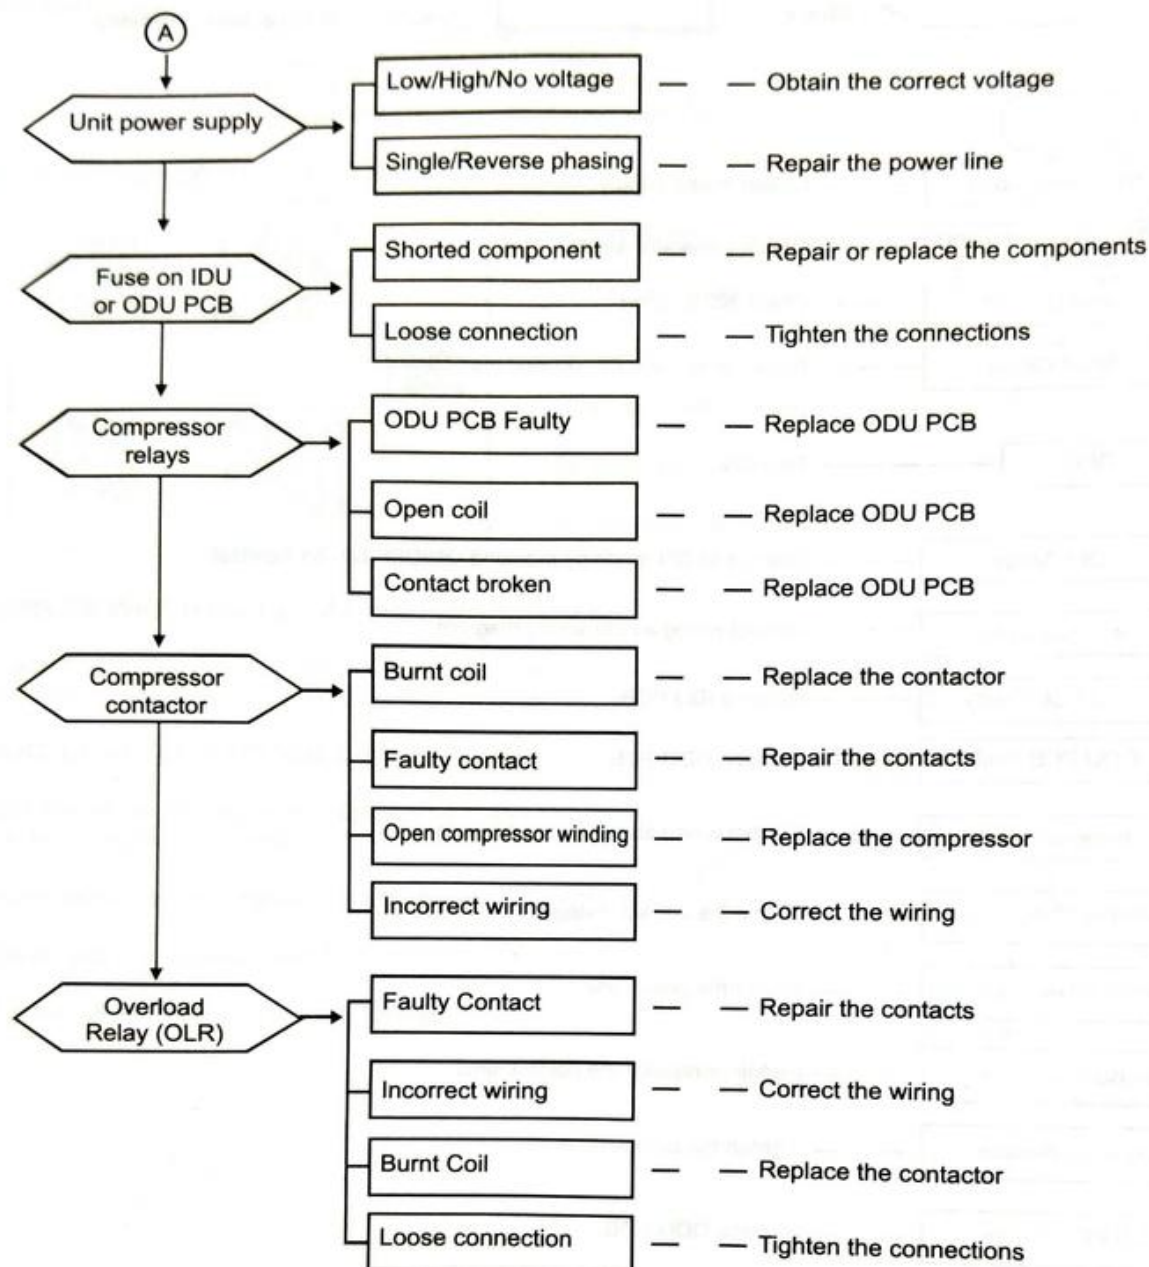 A
Unit power supply
Low/High/No voltage — — Obtain the correct voltage
Single/Reverse phasing — — Repair the power line
Fuse on IDU
or ODU PCB
Shorted component — — Repair or replace the components
Loose connection — — Tighten the connections
Compressor
relays
ODU PCB Faulty — — Replace ODU PCB
Open coil — — Replace ODU PCB
Contact broken — — Replace ODU PCB
Compressor
contactor
Burnt coil — — Replace the contactor
Faulty contact — — Repair the contacts
Open compressor winding — — Replace the compressor
Incorrect wiring — — Correct the wiring
Overload
Relay (OLR)
Faulty Contact — — Repair the contacts
Incorrect wiring — — Correct the wiring
Burnt Coil — — Replace the contactor
Loose connection — — Tighten the connections